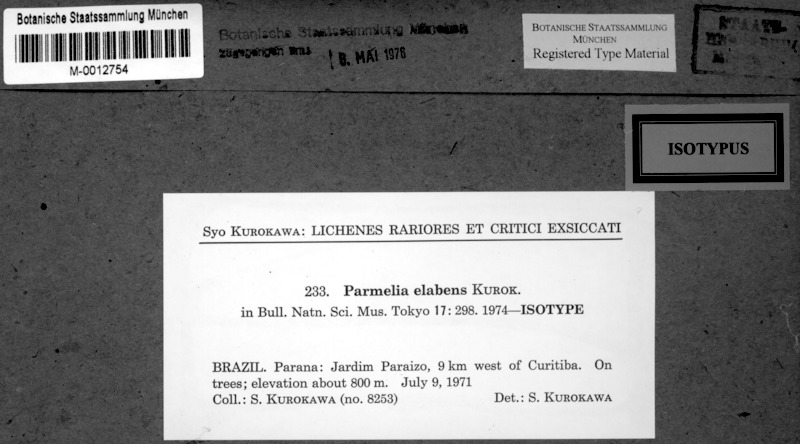 Botanische Staatssammlung München
M-0012754
Botanische Staatssammlung München
zugegangen am:
8. MAI 1978
BOTANISCHE STAATSSAMMLUNG
MÜNCHEN
Registered Type Material
STAATS-
ISOTYPUS
Syo KUROKAWA: LICHENES RARIORES ET CRITICI EXSICCATI
233. Parmelia elabens KUROK.
in Bull. Natn. Sci. Mus. Tokyo 17: 298. 1974—ISOTYPE
BRAZIL. Parana: Jardim Paraizo, 9 km west of Curitiba. On
trees; elevation about 800 m. July 9, 1971
Coll.: S. KUROKAWA (no. 8253) Det.: S. KUROKAWA